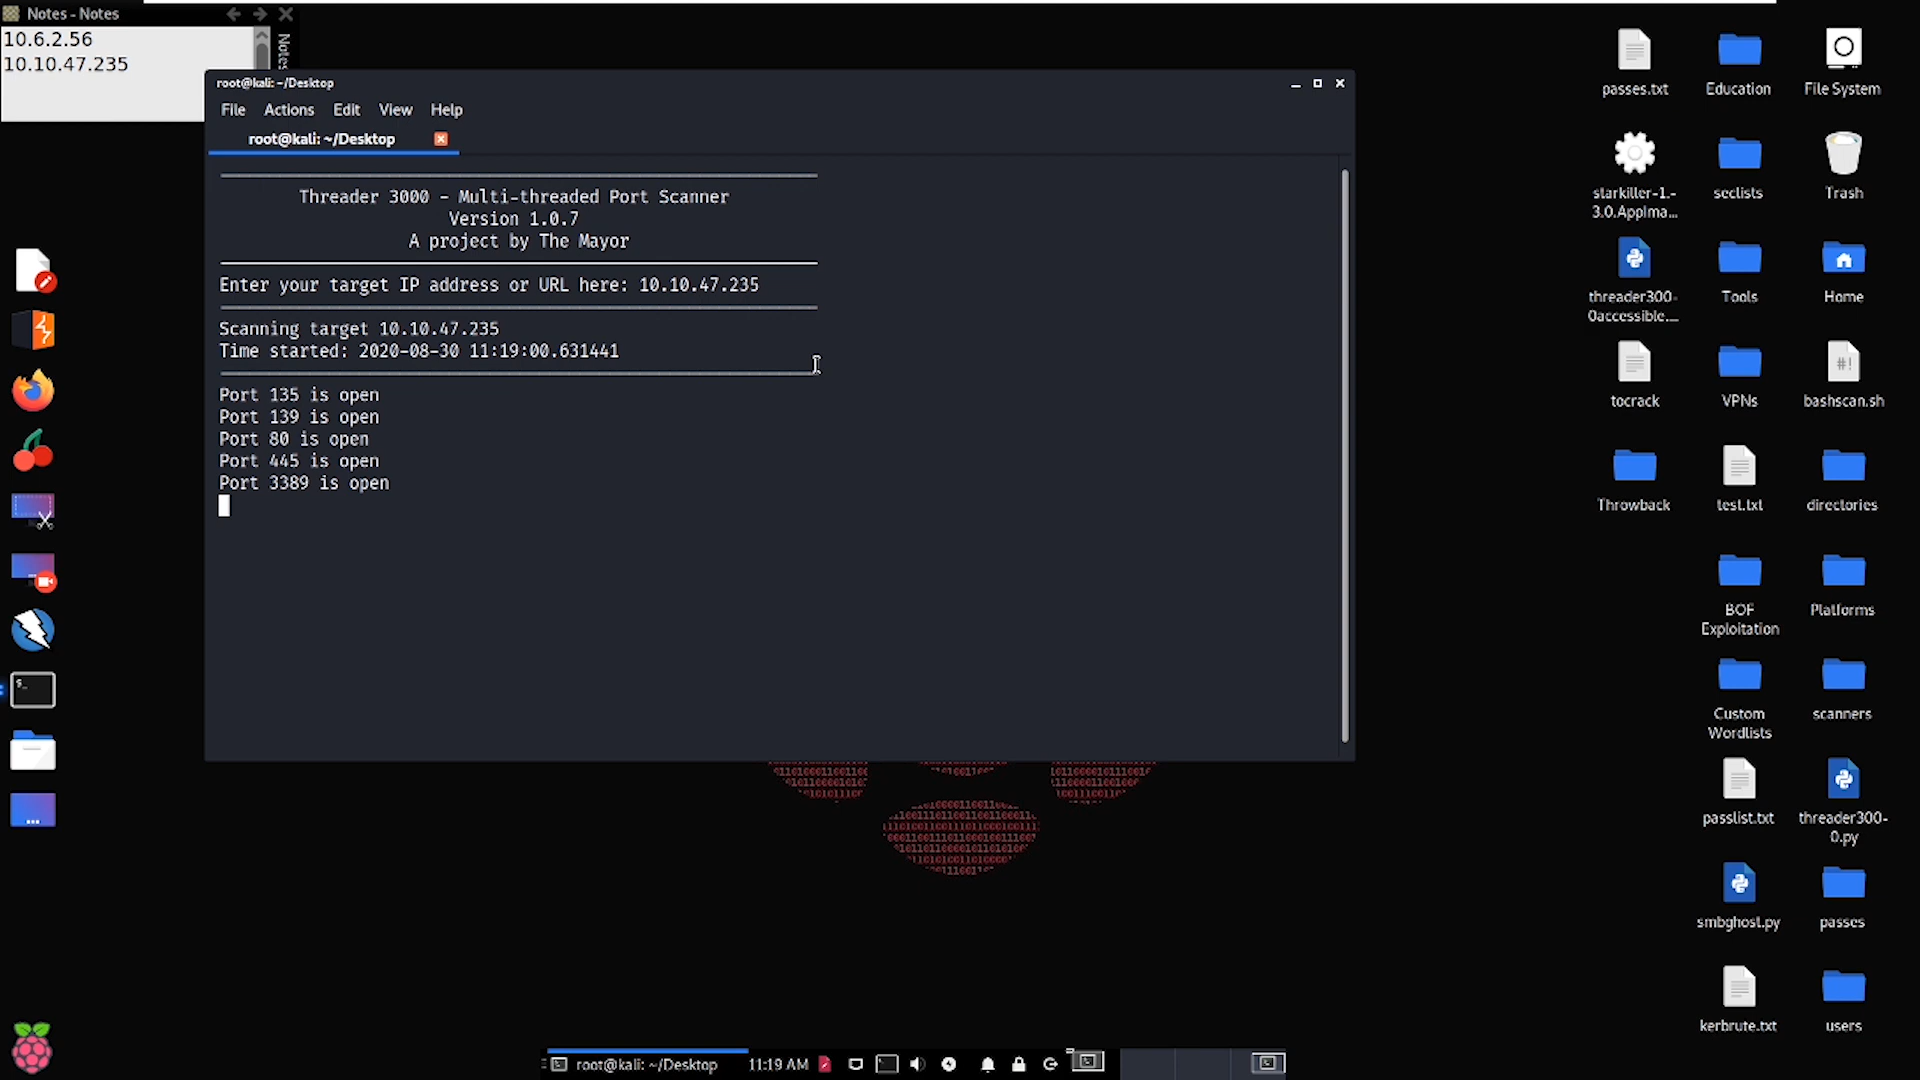 Notes - Notes
10.6.2.56
10.10.47.235
Notes
root@kali: ~/Desktop
File Actions Edit View Help
root@kali: ~/Desktop
Threader 3000 - Multi-threaded Port Scanner
Version 1.0.7
A project by The Mayor
Enter your target IP address or URL here: 10.10.47.235
Scanning target 10.10.47.235
Time started: 2020-08-30 11:19:00.631441
Port 135 is open
Port 139 is open
Port 80 is open
Port 445 is open
Port 3389 is open
passes.txt
Education
File System
starkiller-1.-
3.0.AppIma...
seclists
Trash
threader300-
0accessible....
Tools
Home
tocrack
VPNs
#!
bashscan.sh
Throwback
test.txt
directories
BOF
Exploitation
Platforms
Custom
Wordlists
scanners
passlist.txt
threader300-
0.py
smbghost.py
passes
kerbrute.txt
users
root@kali: ~/Desktop
11:19 AM